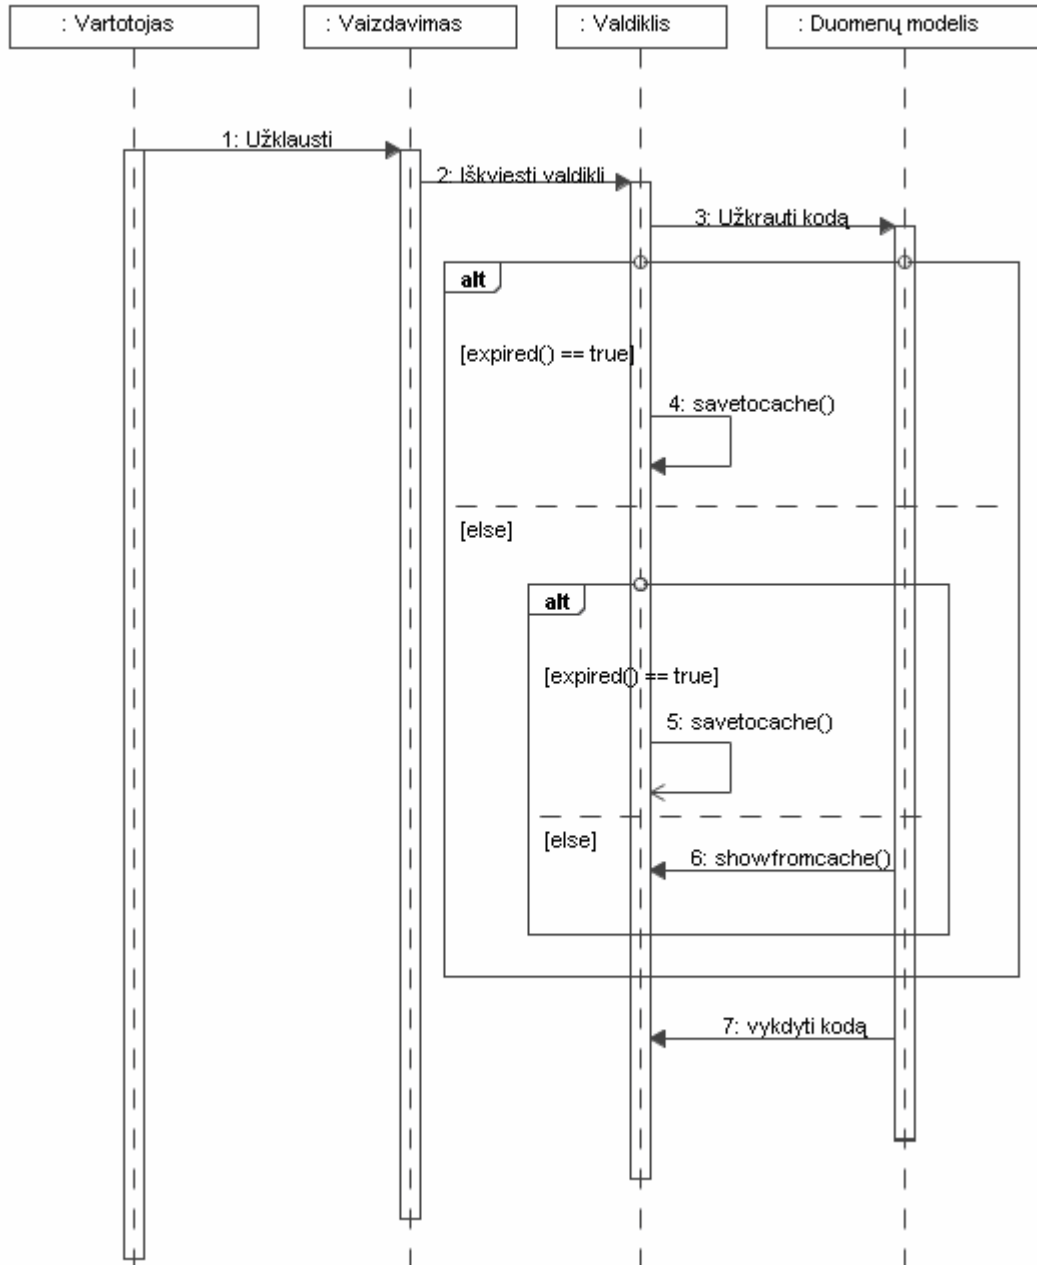 : Vartotojas
: Vaizdavimas
: Valdiklis
: Duomenų modelis
1: Užklausti
2: Iškviesti valdikli
3: Užkrauti kodą
alt
[expired() == true]
4: savetocache()
[else]
alt
[expired() == true]
5: savetocache()
[else]
6: showfromcache()
7: vykdyti kodą